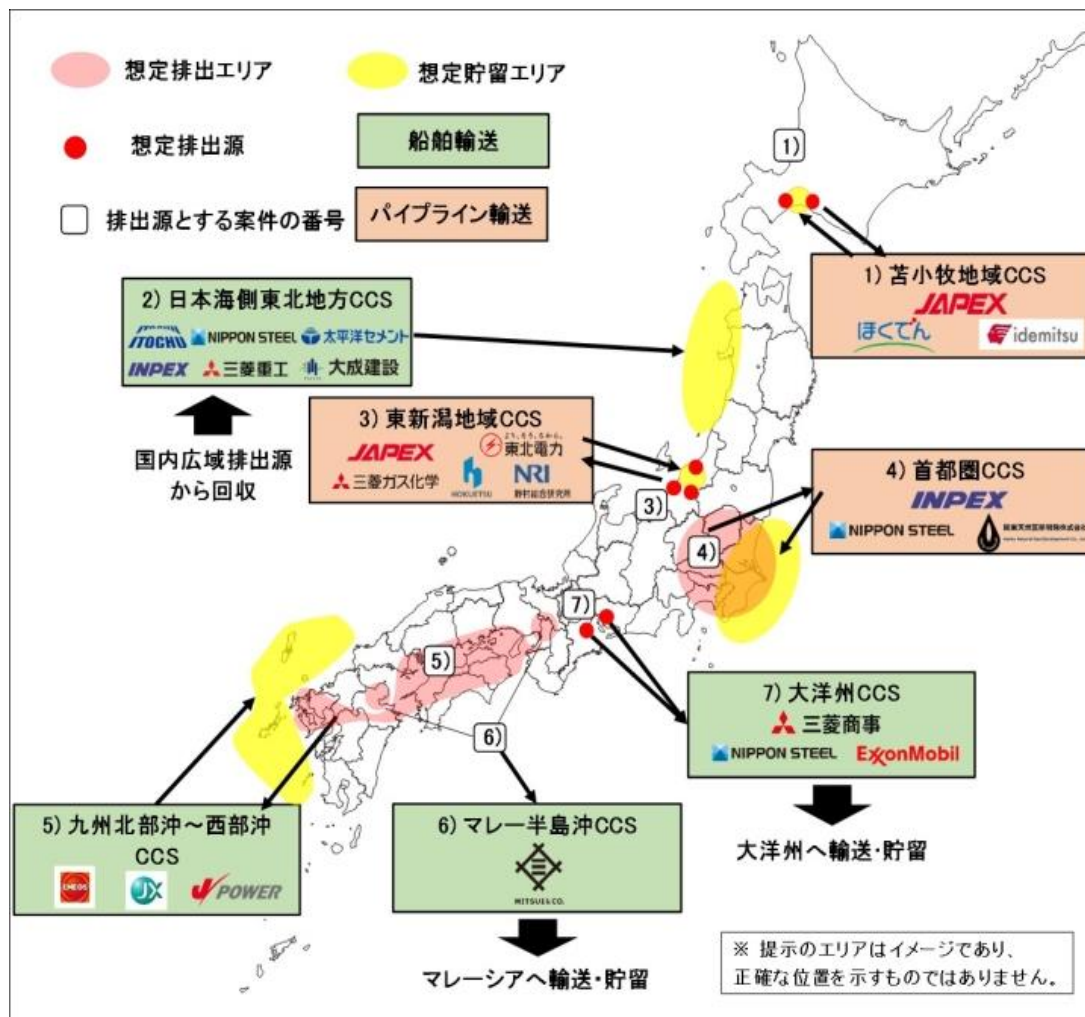 想定排出エリア
想定貯留エリア
想定排出源
船舶輸送
排出源とする案件の番号
パイプライン輸送
1)
1) 苫小牧地域CCS
JAPEX
ほくでん
idemitsu
2) 日本海側東北地方CCS
ITOCHU
NIPPON STEEL
太平洋セメント
INPEX
三菱重工
大成建設
国内広域排出源
から回収
3) 東新潟地域CCS
JAPEX
より、そう、ちから。
東北電力
三菱ガス化学
HOKUETSU
NRI
野村総合研究所
3)
4) 首都圏CCS
INPEX
NIPPON STEEL
4)
7)
5)
6)
7) 大洋州CCS
三菱商事
NIPPON STEEL
ExxonMobil
大洋州へ輸送・貯留
5) 九州北部沖～西部沖
CCS
ENEOS
JX
J POWER
6) マレー半島沖CCS
MITSUI & CO.
マレーシアへ輸送・貯留
※ 提示のエリアはイメージであり、
正確な位置を示すものではありません。